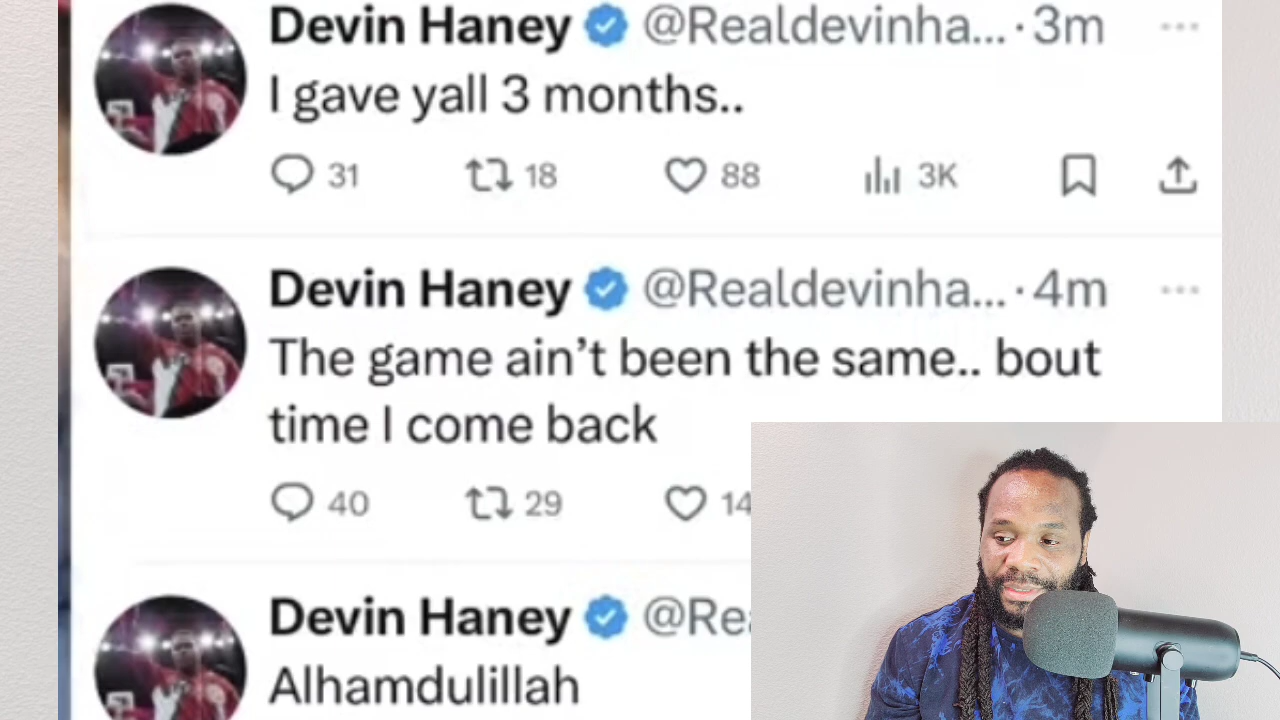 Devin Haney @Realdevinha... · 3m
I gave yall 3 months..
31 18 88 3K
Devin Haney @Realdevinha... · 4m
The game ain't been the same.. bout
time I come back
40 29 14
Devin Haney @Re
Alhamdulillah